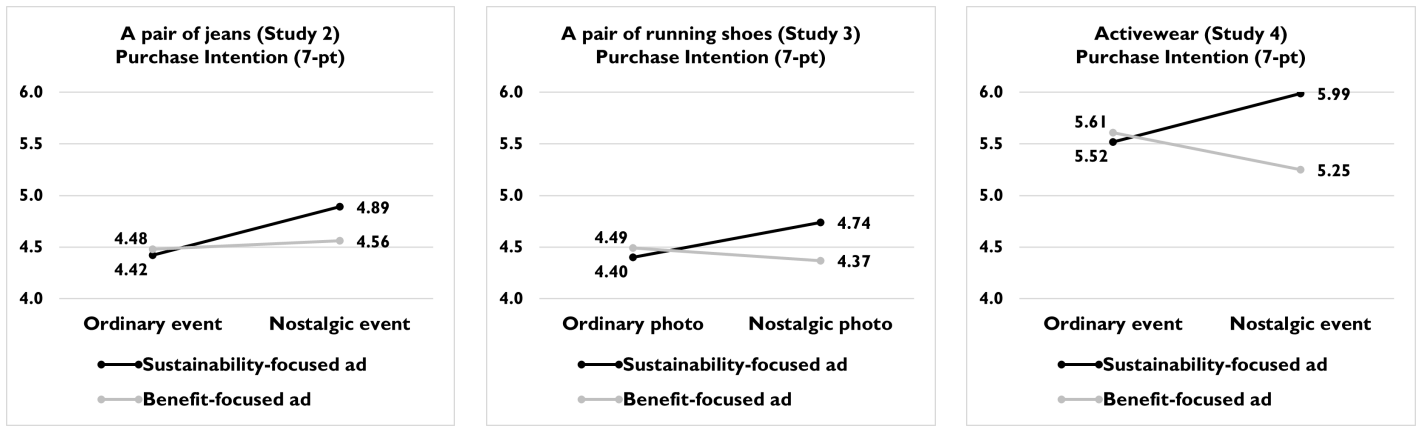 A pair of jeans (Study 2)
Purchase Intention (7-pt)
6.0
5.5
5.0
4.5
4.0
4.48
4.42
4.89
4.56
Ordinary event
Nostalgic event
Sustainability-focused ad
Benefit-focused ad
A pair of running shoes (Study 3)
Purchase Intention (7-pt)
6.0
5.5
5.0
4.5
4.0
4.49
4.40
4.74
4.37
Ordinary photo
Nostalgic photo
Sustainability-focused ad
Benefit-focused ad
Activewear (Study 4)
Purchase Intention (7-pt)
6.0
5.5
5.0
4.5
4.0
5.61
5.52
5.99
5.25
Ordinary event
Nostalgic event
Sustainability-focused ad
Benefit-focused ad